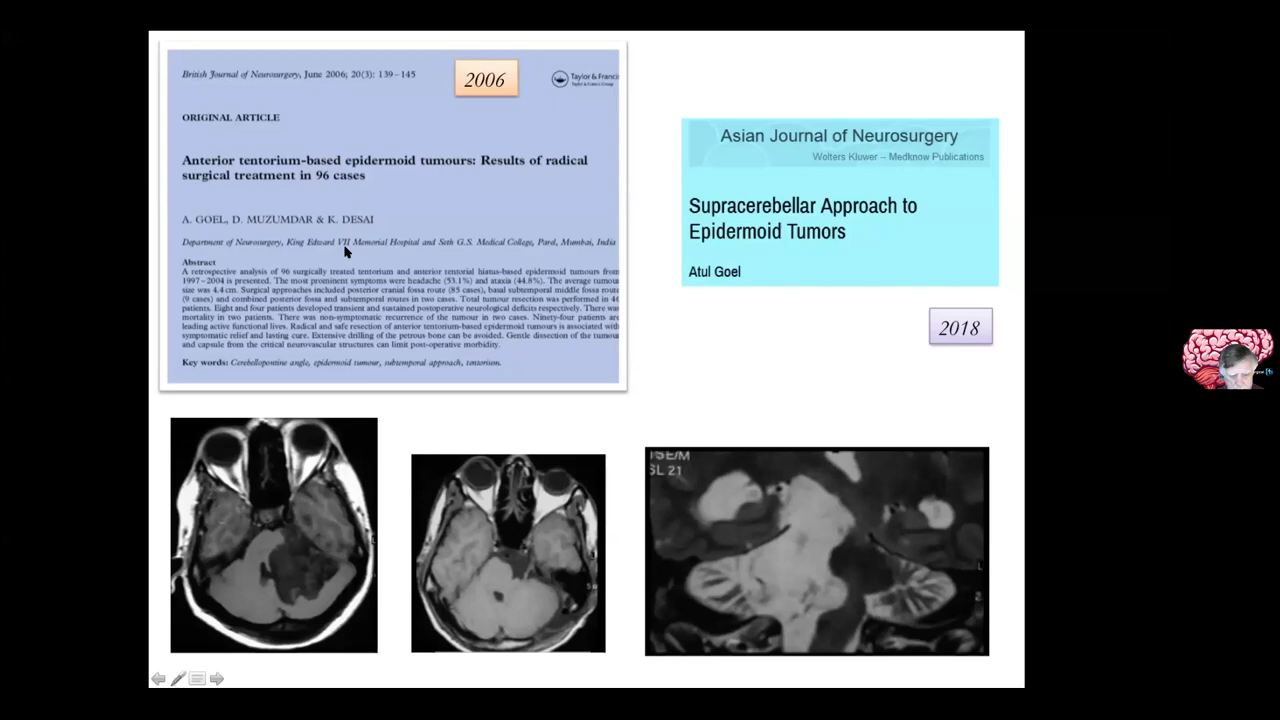 British Journal of Neurosurgery, June 2006; 20(3): 139–145
2006
Taylor & Franci
Taylor & Francis Group
ORIGINAL ARTICLE
Anterior tentorium-based epidermoid tumours: Results of radical
surgical treatment in 96 cases
A. GOEL, D. MUZUMDAR & K. DESAI
Department of Neurosurgery, King Edward VII Memorial Hospital and Seth G.S. Medical College, Parel, Mumbai, India
Abstract
A retrospective analysis of 96 surgically treated tentorium and anterior tentorial hiatus-based epidermoid tumours from
1997–2004 is presented. The most prominent symptoms were headache (53.1%) and ataxia (44.8%). The average tumou
size was 4.4 cm. Surgical approaches included posterior cranial fossa route (85 cases), basal subtemporal middle fossa rout
(9 cases) and combined posterior fossa and subtemporal routes in two cases. Total tumour resection was performed in 46
patients. Eight and four patients developed transient and sustained postoperative neurological deficits respectively. There was
mortality in two patients. There was non-symptomatic recurrence of the tumour in two cases. Ninety-four patients are
leading active functional lives. Radical and safe resection of anterior tentorium-based epidermoid tumours is associated with
symptomatic relief and lasting cure. Extensive drilling of the petrous bone can be avoided. Gentle dissection of the tumou
and capsule from the critical neurovascular structures can limit post-operative morbidity.
Key words: Cerebellopontine angle, epidermoid tumour, subtemporal approach, tentorium.
Asian Journal of Neurosurgery
Wolters Kluwer – Medknow Publications
Supracerebellar Approach to
Epidermoid Tumors
Atul Goel
2018
SL 21